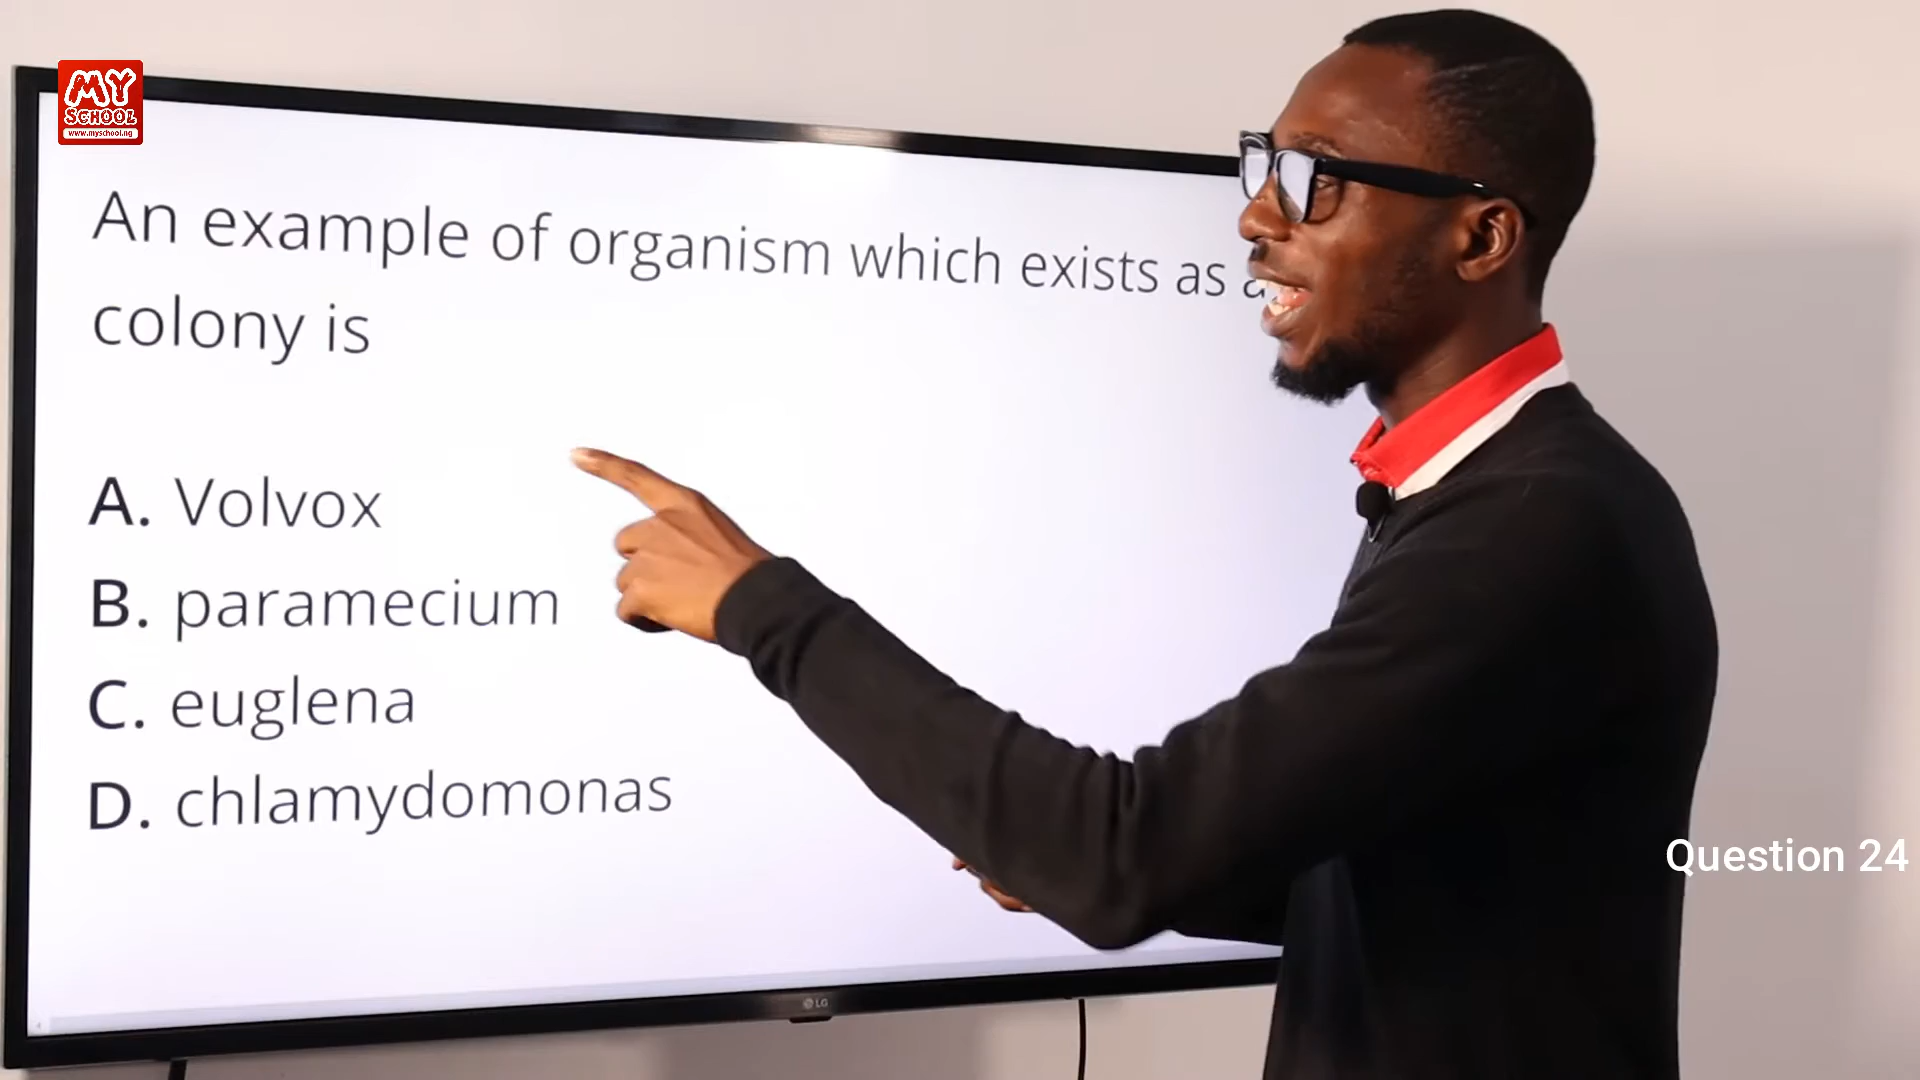 MY
SCHOOL
www.myschool.ng
An example of organism which exists as a
colony is
A. Volvox
B. paramecium
C. euglena
D. chlamydomonas
LG
Question 24